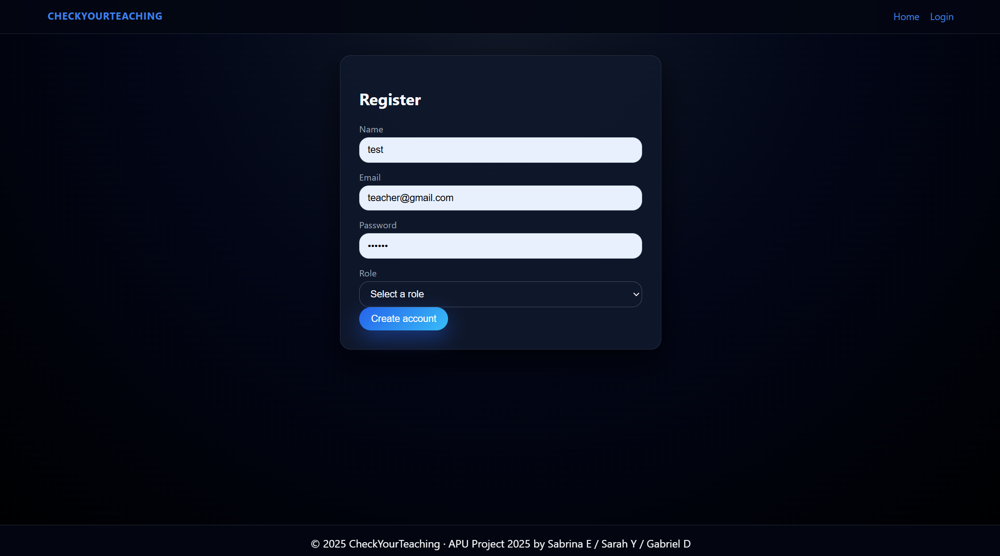 CHECKYOURTEACHING
Home Login
Register
Name
test
Email
teacher@gmail.com
Password
••••••
Role
Select a role
Create account
© 2025 CheckYourTeaching · APU Project 2025 by Sabrina E / Sarah Y / Gabriel D